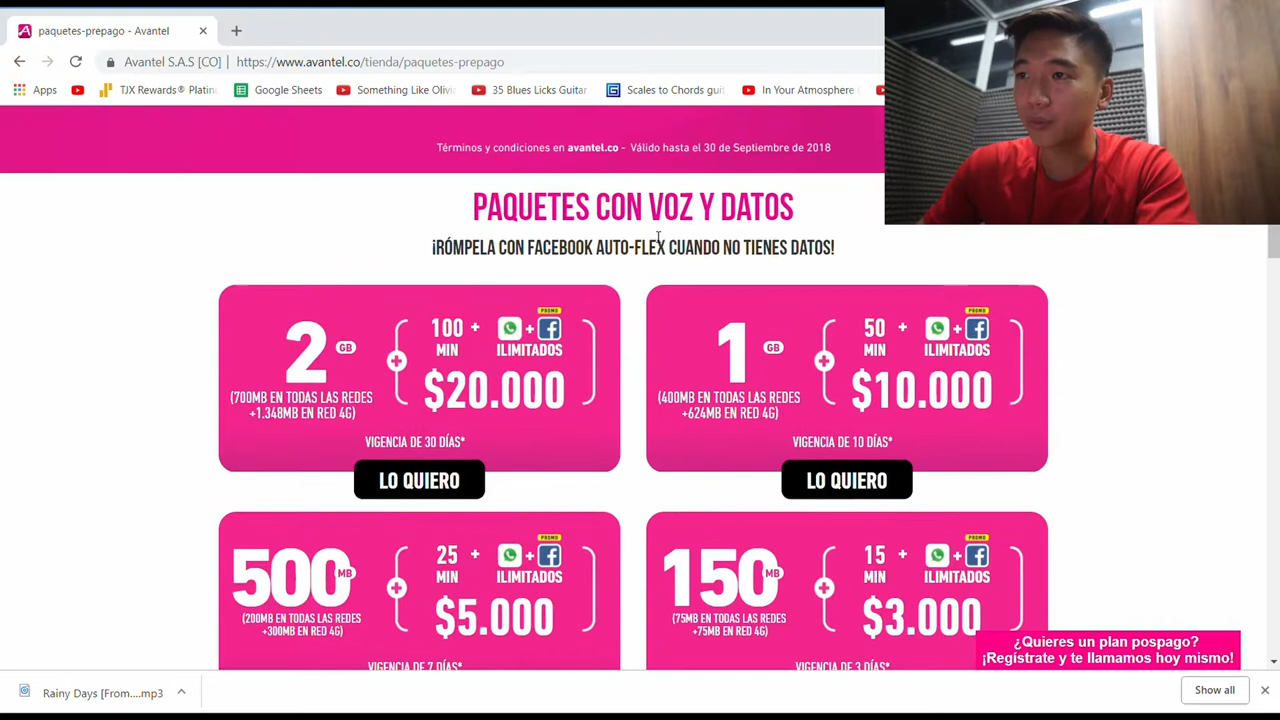 paquetes-prepago - Avantel
Avantel S.A.S [CO] | https://www.avantel.co/tienda/paquetes-prepago
Apps
TJX Rewards® Platin
Google Sheets
Something Like Olivi
35 Blues Licks Guitar
Scales to Chords gui
In Your Atmosphere
Términos y condiciones en avantel.co - Válido hasta el 30 de Septiembre de 2018
PAQUETES CON VOZ Y DATOS
¡RÓMPELA CON FACEBOOK AUTO-FLEX CUANDO NO TIENES DATOS!
2 GB
(700MB EN TODAS LAS REDES
+1.348MB EN RED 4G)
100 MIN + + PROMO
ILIMITADOS
$20.000
VIGENCIA DE 30 DÍAS*
LO QUIERO
1 GB
(400MB EN TODAS LAS REDES
+624MB EN RED 4G)
50 MIN + + PROMO
ILIMITADOS
$10.000
VIGENCIA DE 10 DÍAS*
LO QUIERO
500 MB
(200MB EN TODAS LAS REDES
+300MB EN RED 4G)
25 MIN + + PROMO
ILIMITADOS
$5.000
VIGENCIA DE 7 DÍAS*
150 MB
(75MB EN TODAS LAS REDES
+75MB EN RED 4G)
15 MIN + + PROMO
ILIMITADOS
$3.000
VIGENCIA DE 3 DÍAS*
¿Quieres un plan pospago?
¡Regístrate y te llamamos hoy mismo!
Rainy Days [From....mp3
Show all